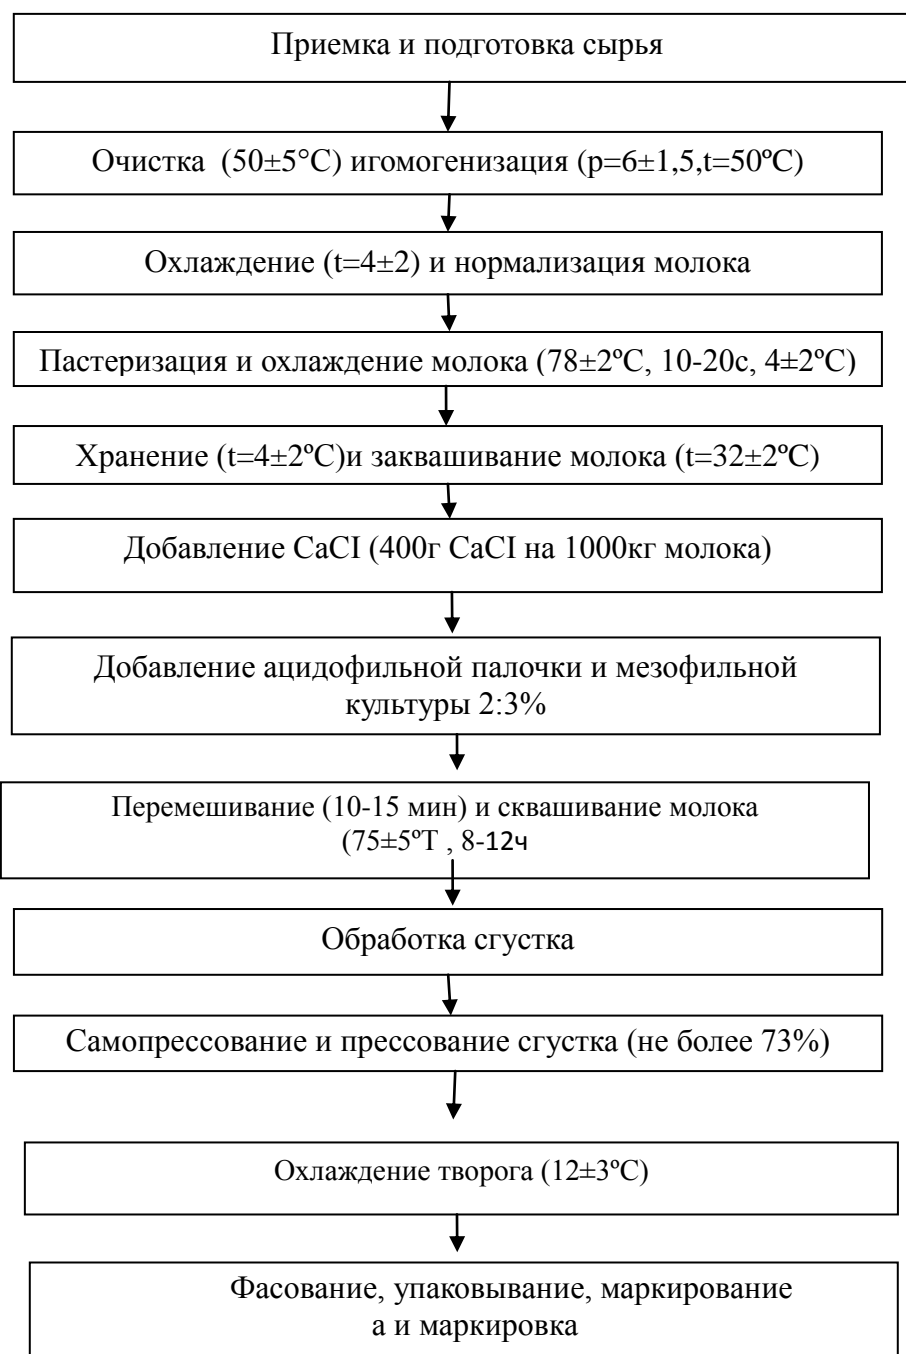 Приемка и подготовка сырья
Очистка (50±5°С) игомогенизация (р=6±1,5,t=50ºС)
Охлаждение (t=4±2) и нормализация молока
Пастеризация и охлаждение молока (78±2ºС, 10-20с, 4±2ºС)
Хранение (t=4±2ºС)и заквашивание молока (t=32±2ºС)
Добавление CaCI (400г CaCI на 1000кг молока)
Добавление ацидофильной палочки и мезофильной
культуры 2:3%
Перемешивание (10-15 мин) и сквашивание молока
(75±5ºТ , 8-12ч
Обработка сгустка
Самопрессование и прессование сгустка (не более 73%)
Охлаждение творога (12±3ºС)
Фасование, упаковывание, маркирование
а и маркировка